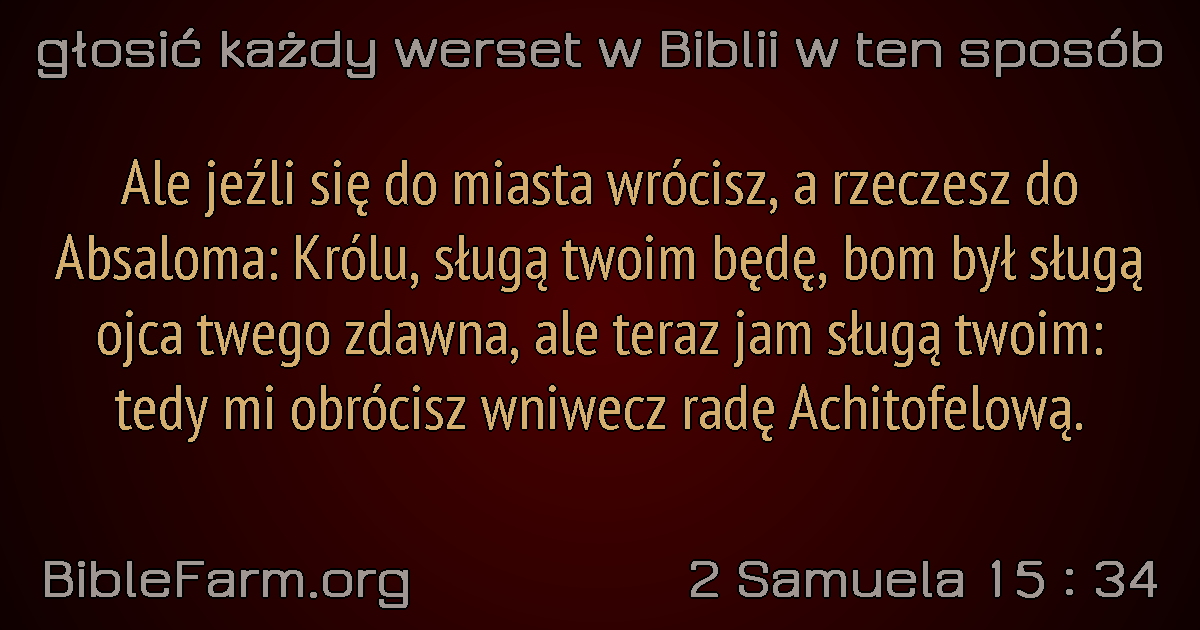 głosić każdy werset w Biblii w ten sposób
Ale jeźli się do miasta wrócisz, a rzeczesz do
Absaloma: Królu, sługą twoim będę, bom był sługą
ojca twego zdawna, ale teraz jam sługą twoim:
tedy mi obrócisz wniwecz radę Achitofelową.
BibleFarm.org
2 Samuela 15 : 34